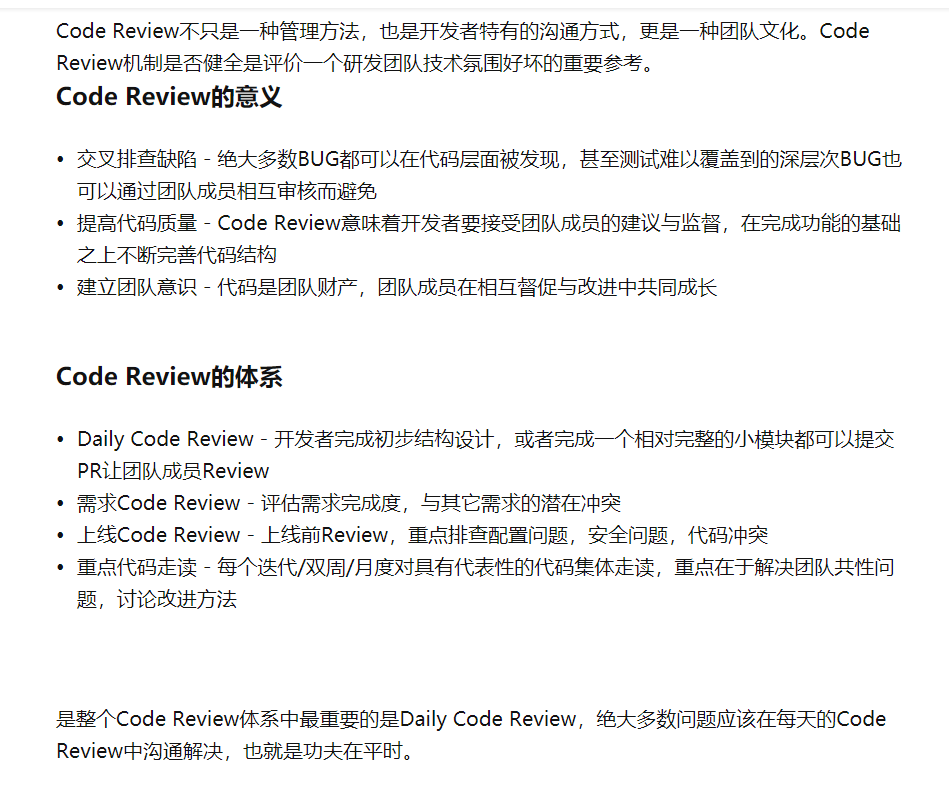 Code Review不只是一种管理方法，也是开发者特有的沟通方式，更是一种团队文化。Code
Review机制是否健全是评价一个研发团队技术氛围好坏的重要参考。
Code Review的意义
• 交叉排查缺陷 - 绝大多数BUG都可以在代码层面被发现，甚至测试难以覆盖到的深层次BUG也
可以通过团队成员相互审核而避免
• 提高代码质量 - Code Review意味着开发者要接受团队成员的建议与监督，在完成功能的基础
之上不断完善代码结构
• 建立团队意识 - 代码是团队财产，团队成员在相互督促与改进中共同成长
Code Review的体系
• Daily Code Review - 开发者完成初步结构设计，或者完成一个相对完整的小模块都可以提交
PR让团队成员Review
• 需求Code Review - 评估需求完成度，与其它需求的潜在冲突
• 上线Code Review - 上线前Review，重点排查配置问题，安全问题，代码冲突
• 重点代码走读 - 每个迭代/双周/月度对具有代表性的代码集体走读，重点在于解决团队共性问
题，讨论改进方法
是整个Code Review体系中最重要的是Daily Code Review，绝大多数问题应该在每天的Code
Review中沟通解决，也就是功夫在平时。